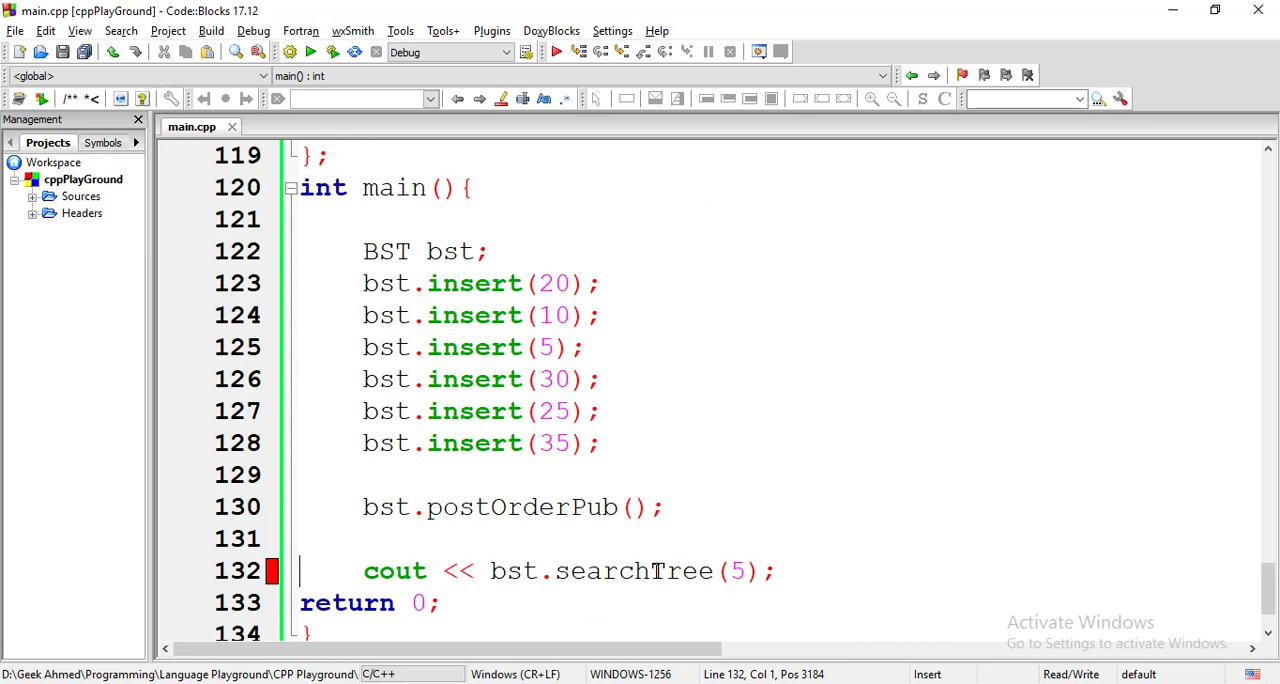 main.cpp [cppPlayGround] - Code::Blocks 17.12
File Edit View Search Project Build Debug Fortran wxSmith Tools Tools+ Plugins DoxyBlocks Settings Help
Debug
<global> main() : int
/** *<
S C
Management
main.cpp
Projects Symbols
Workspace
cppPlayGround
Sources
Headers
119 };
120 int main(){
121
122 BST bst;
123 bst.insert(20);
124 bst.insert(10);
125 bst.insert(5);
126 bst.insert(30);
127 bst.insert(25);
128 bst.insert(35);
129
130 bst.postOrderPub();
131
132 cout << bst.searchTree(5);
133 return 0;
134 }
Activate Windows
Go to Settings to activate Windows.
D:\Geek Ahmed\Programming\Language Playground\CPP Playground\ C/C++ Windows (CR+LF) WINDOWS-1256 Line 132, Col 1, Pos 3184 Insert Read/Write default